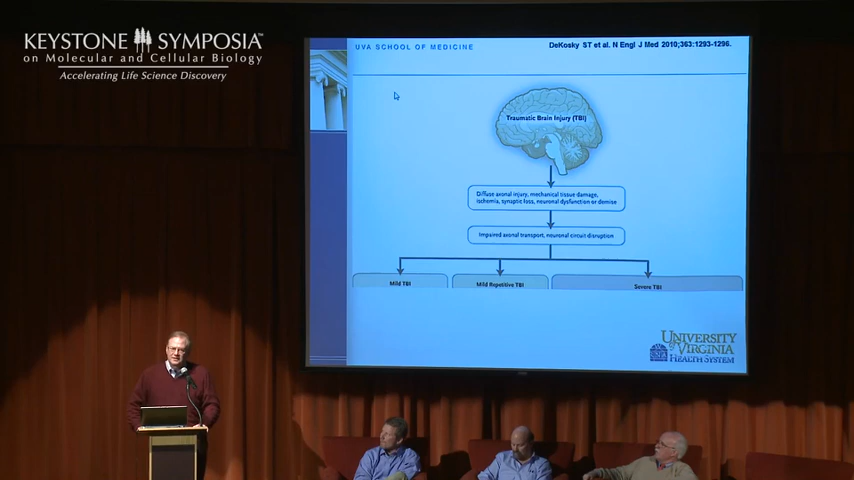 KEYSTONE SYMPOSIA™
on Molecular and Cellular Biology
Accelerating Life Science Discovery
UVA SCHOOL OF MEDICINE
DeKosky ST et al. N Engl J Med 2010;363:1293-1296.
Traumatic Brain Injury (TBI)
Diffuse axonal injury, mechanical tissue damage,
ischemia, synaptic loss, neuronal dysfunction or demise
Impaired axonal transport, neuronal circuit disruption
Mild TBI
Mild Repetitive TBI
Severe TBI
UNIVERSITY
of VIRGINIA
HEALTH SYSTEM